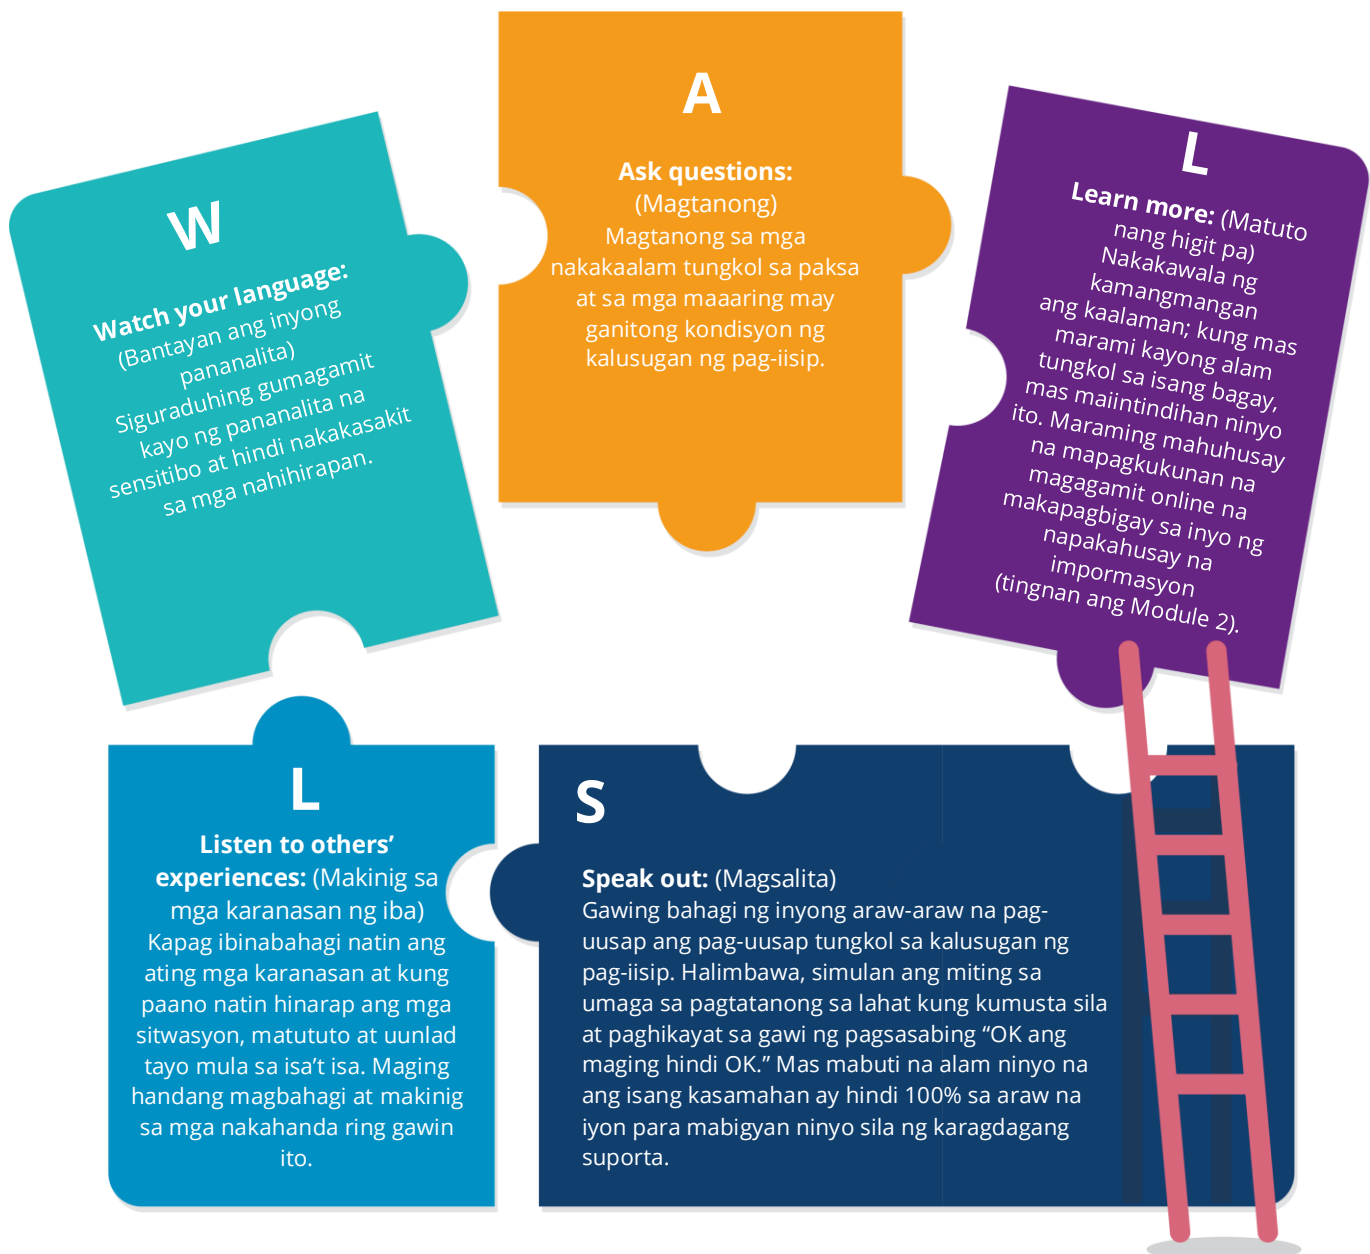 W
Watch your language:
(Bantayan ang inyong
pananalita)
Siguraduhing gumagamit
kayo ng pananalita na
sensitibo at hindi nakakasakit
sa mga nahihirapan.
A
Ask questions:
(Magtanong)
Magtanong sa mga
nakakaalam tungkol sa paksa
at sa mga maaaring may
ganitong kondisyon ng
kalusugan ng pag-iisip.
L
Learn more: (Matuto
nang higit pa)
Nakakawala ng
kamangmangan
ang kaalaman; kung mas
marami kayong alam
tungkol sa isang bagay,
mas maiintindihan ninyo
ito. Maraming mahuhusay
na mapagkukunan na
magagamit online na
makapagbigay sa inyo ng
napakahusay na
impormasyon
(tingnan ang Module 2).
L
Listen to others’
experiences: (Makinig sa
mga karanasan ng iba)
Kapag ibinabahagi natin ang
ating mga karanasan at kung
paano natin hinarap ang mga
sitwasyon, matututo at uunlad
tayo mula sa isa’t isa. Maging
handang magbahagi at makinig
sa mga nakahanda ring gawin
ito.
S
Speak out: (Magsalita)
Gawing bahagi ng inyong araw-araw na pag-
uusap ang pag-uusap tungkol sa kalusugan ng
pag-iisip. Halimbawa, simulan ang miting sa
umaga sa pagtatanong sa lahat kung kumusta sila
at paghikayat sa gawi ng pagsasabing “OK ang
maging hindi OK.” Mas mabuti na alam ninyo na
ang isang kasamahan ay hindi 100% sa araw na
iyon para mabigyan ninyo sila ng karagdagang
suporta.